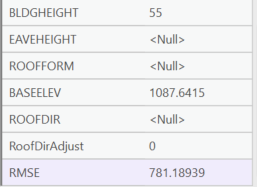 BLDGHEIGHT 55
EAVEHEIGHT <Null>
ROOFFORM <Null>
BASEELEV 1087.6415
ROOFDIR <Null>
RoofDirAdjust 0
RMSE 781.18939